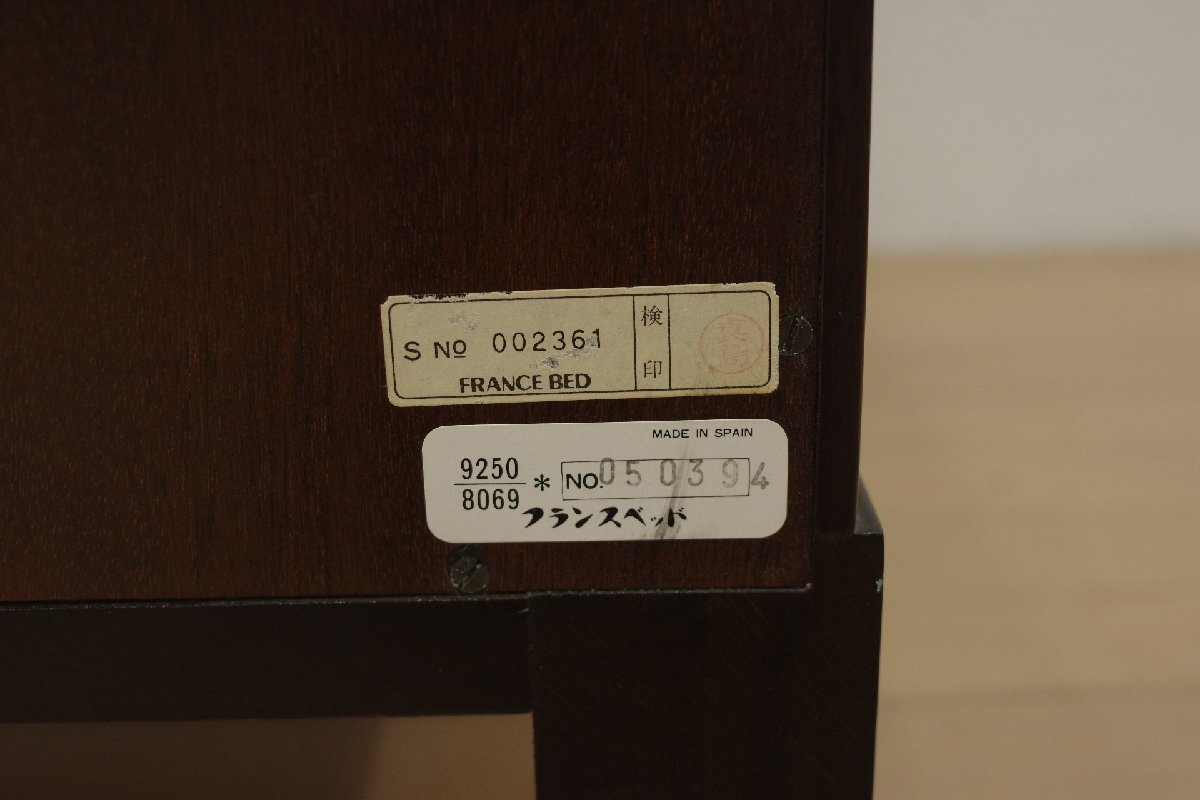 S No 002361
FRANCE BED
検印
MADE IN SPAIN
9250
8069 * NO. 050394
フランスベッド